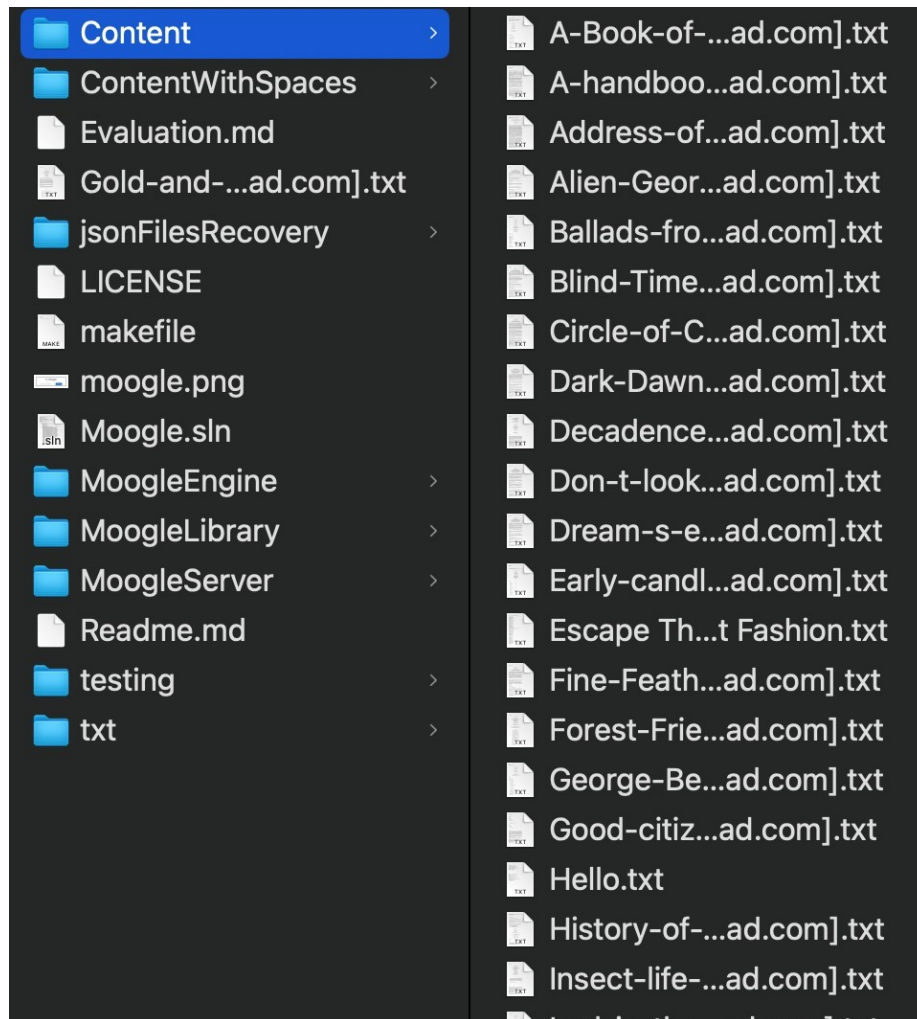 Content
ContentWithSpaces
Evaluation.md
Gold-and-...ad.com].txt
jsonFilesRecovery
LICENSE
makefile
moogle.png
Moogle.sln
MoogleEngine
MoogleLibrary
MoogleServer
Readme.md
testing
txt
A-Book-of-...ad.com].txt
A-handboo...ad.com].txt
Address-of...ad.com].txt
Alien-Geor...ad.com].txt
Ballads-fro...ad.com].txt
Blind-Time...ad.com].txt
Circle-of-C...ad.com].txt
Dark-Dawn...ad.com].txt
Decadence...ad.com].txt
Don-t-look...ad.com].txt
Dream-s-e...ad.com].txt
Early-candl...ad.com].txt
Escape Th...t Fashion.txt
Fine-Feath...ad.com].txt
Forest-Frie...ad.com].txt
George-Be...ad.com].txt
Good-citiz...ad.com].txt
Hello.txt
History-of-...ad.com].txt
Insect-life-...ad.com].txt